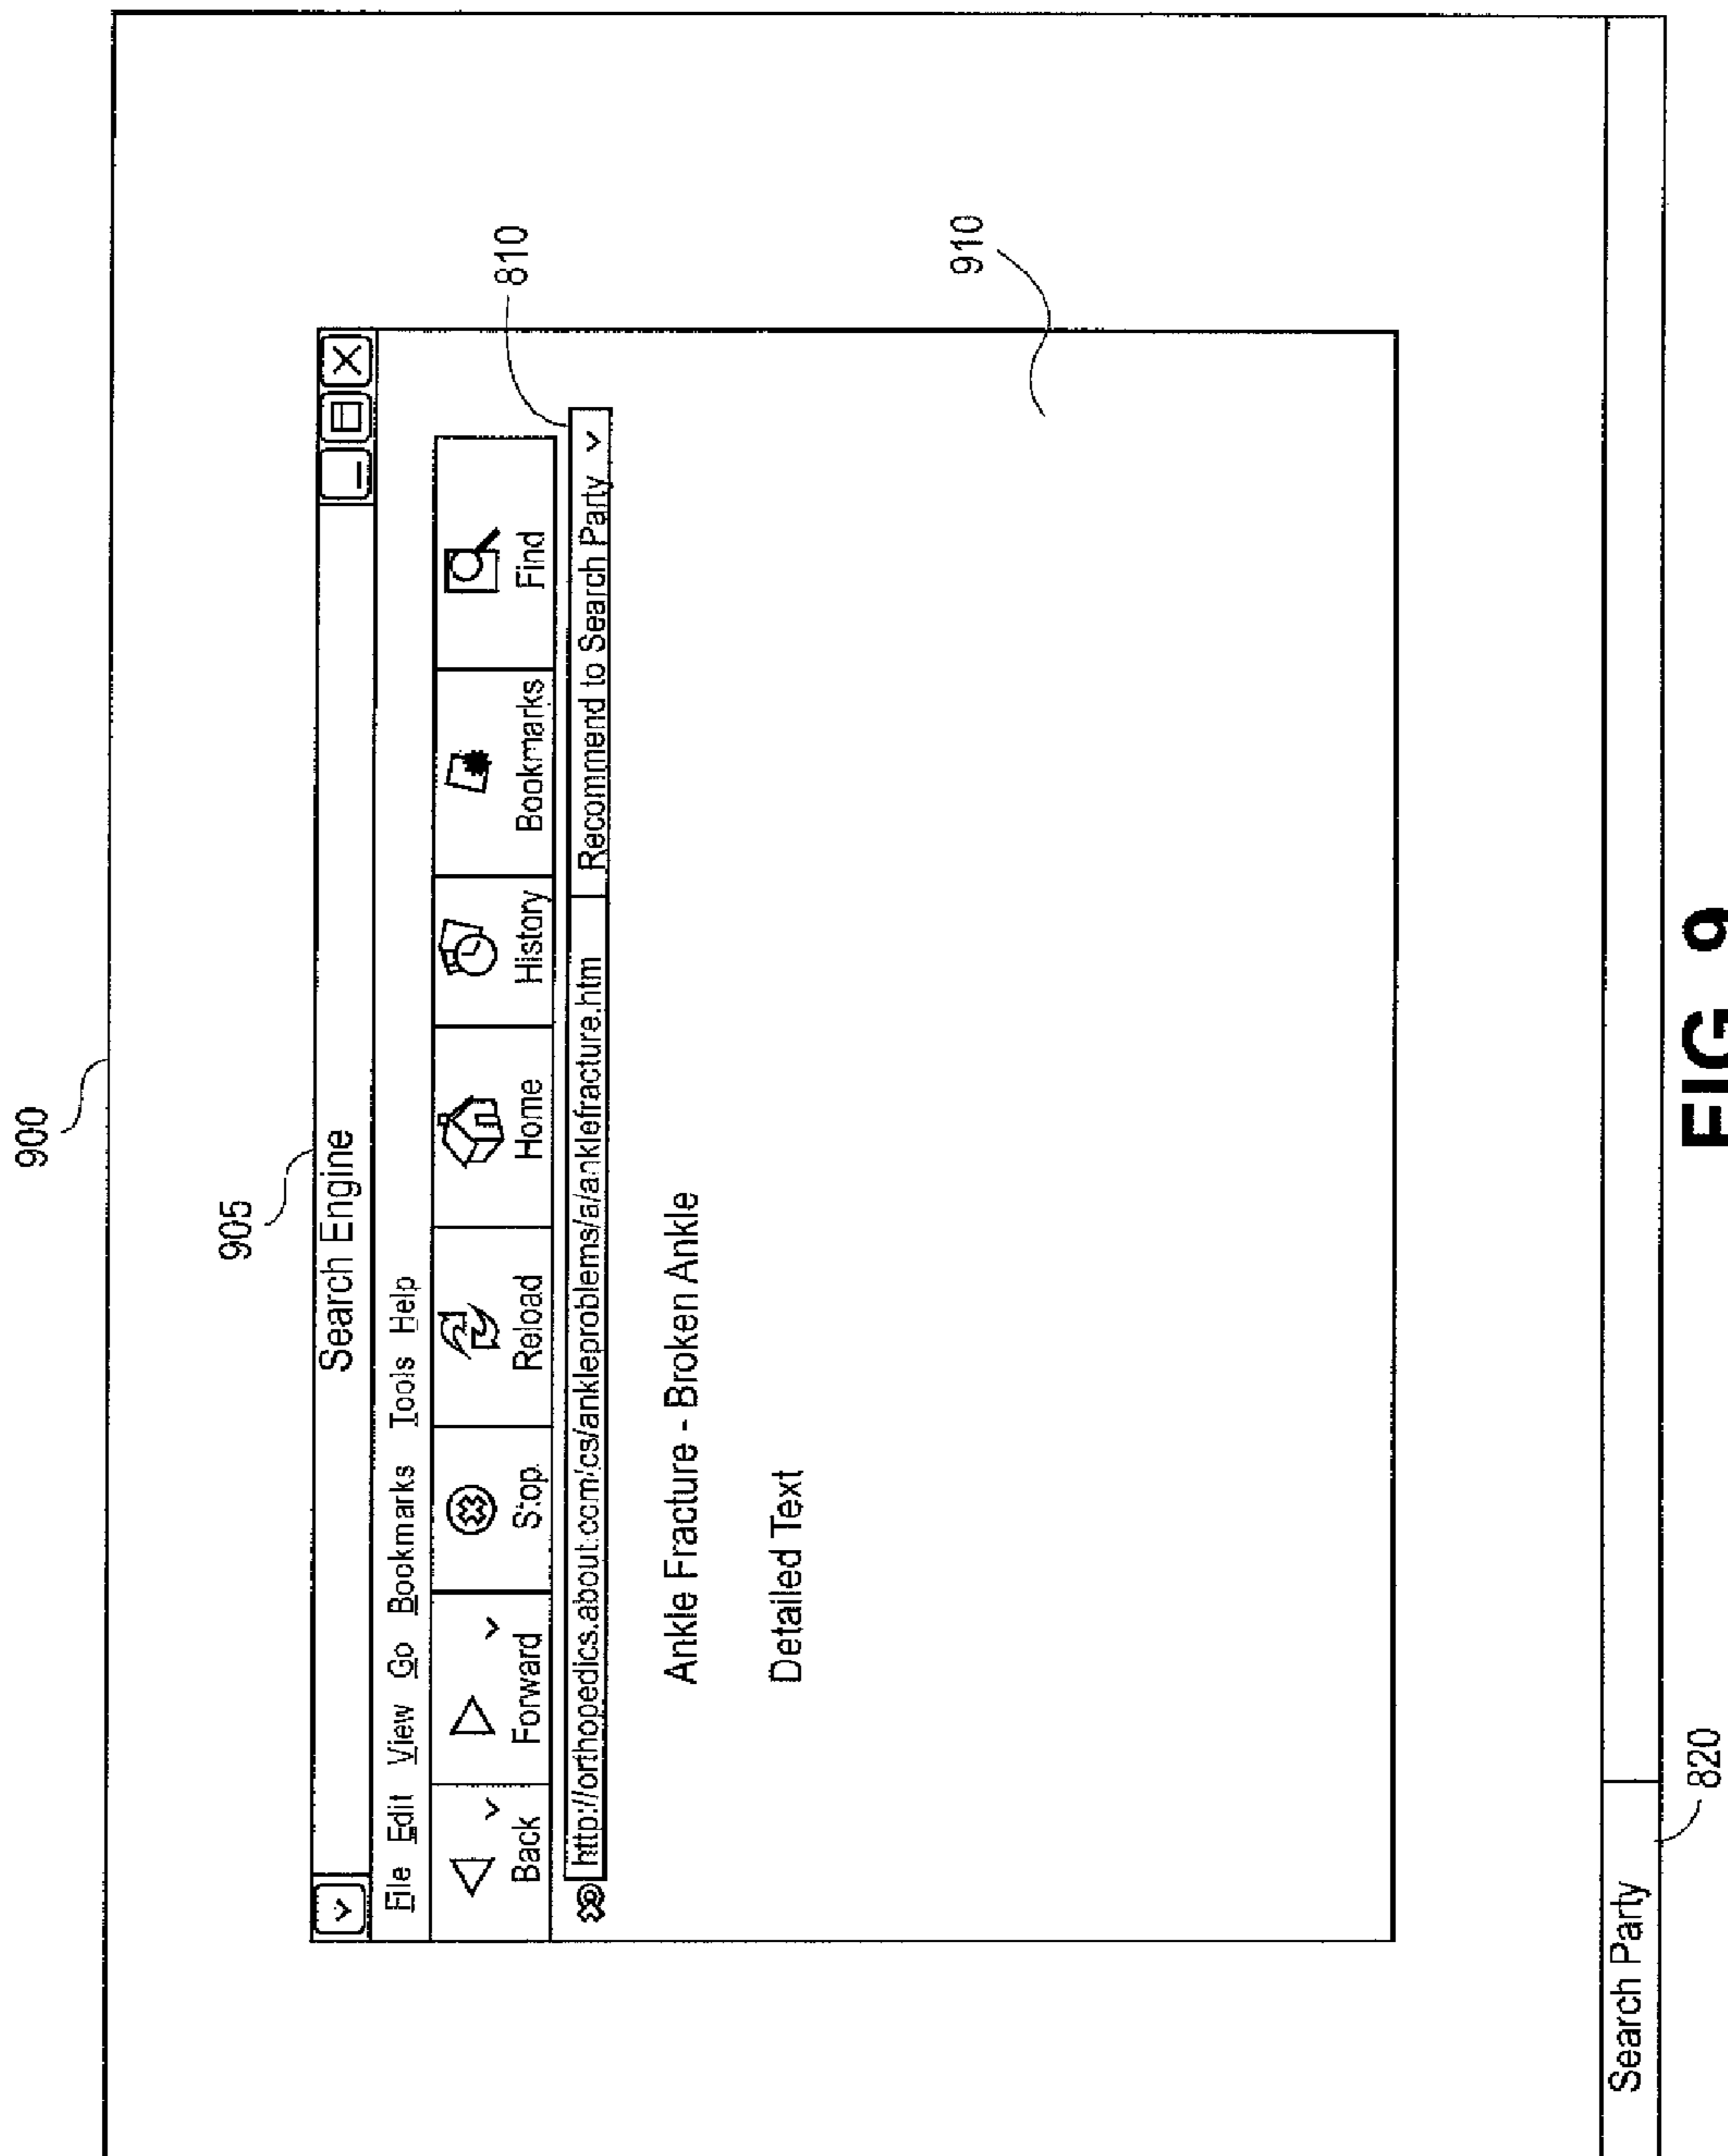 900
905
Search Engine
File Edit View Go Bookmarks Tools Help
Back Forward Stop Reload Home History Bookmarks Find
810
http://orthopedics.about.com/cs/ankleproblems/a/anklefracture.htm Recommend to Search Party
Ankle Fracture - Broken Ankle
Detailed Text
910
Search Party
820
FIG. 9